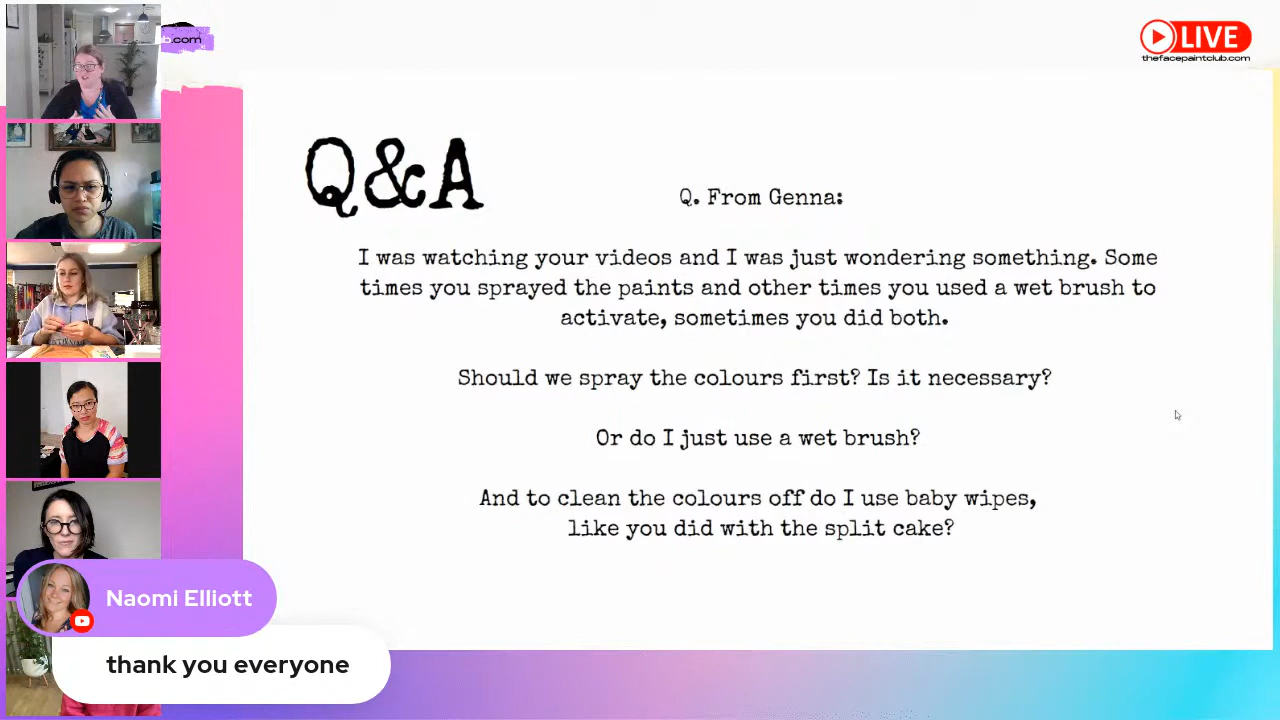 b.com
LIVE
thefacepaintclub.com
Q&A
Q. From Genna:
I was watching your videos and I was just wondering something. Some
times you sprayed the paints and other times you used a wet brush to
activate, sometimes you did both.
Should we spray the colours first? Is it necessary?
Or do I just use a wet brush?
And to clean the colours off do I use baby wipes,
like you did with the split cake?
Naomi Elliott
thank you everyone